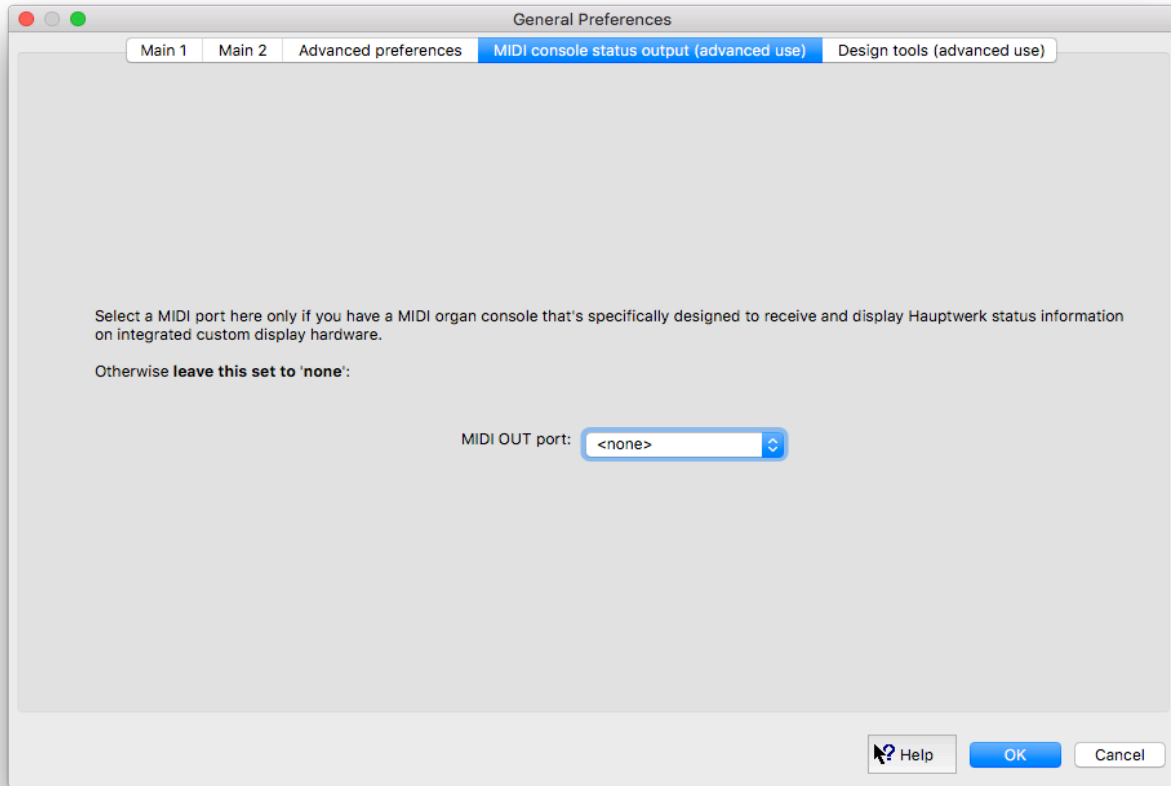 General Preferences
Main 1
Main 2
Advanced preferences
MIDI console status output (advanced use)
Design tools (advanced use)
Select a MIDI port here only if you have a MIDI organ console that's specifically designed to receive and display Hauptwerk status information
on integrated custom display hardware.
Otherwise leave this set to 'none':
MIDI OUT port:
<none>
? Help
OK
Cancel